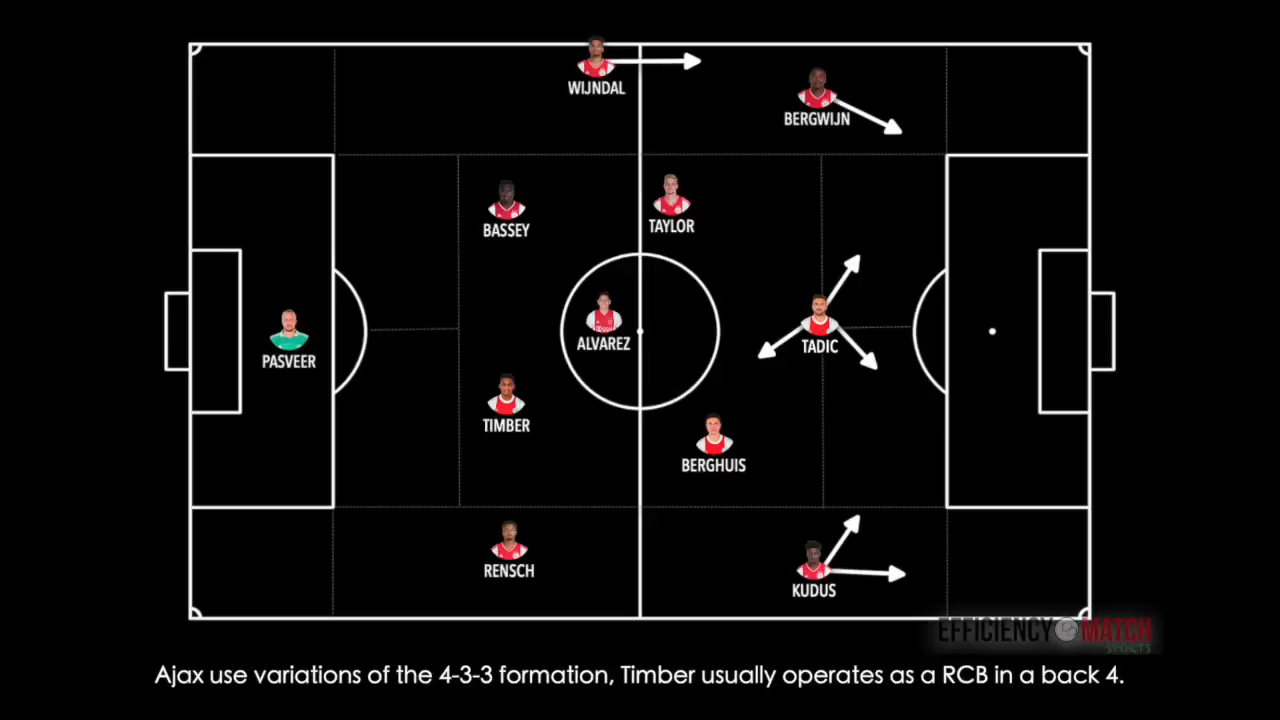 WIJNDAL
BERGWIJN
BASSEY
TAYLOR
ALVAREZ
TADIC
PASVEER
TIMBER
BERGHUIS
RENSCH
KUDUS
EFFICIENCY MATCH
SPORTS
Ajax use variations of the 4-3-3 formation, Timber usually operates as a RCB in a back 4.